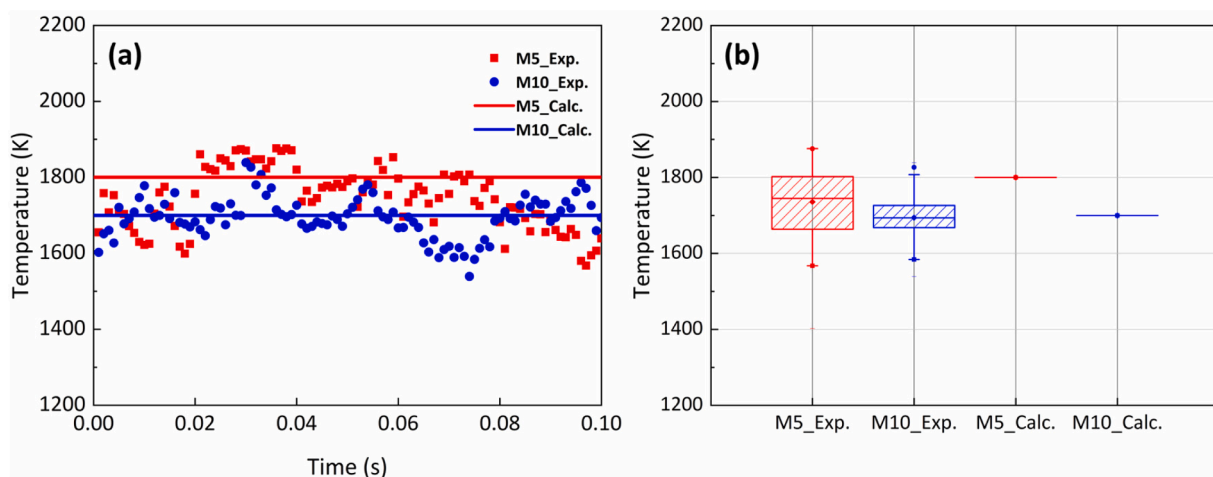 (a)
M5_Exp.
M10_Exp.
M5_Calc.
M10_Calc.
Temperature (K)
2200
2000
1800
1600
1400
1200
0.00 0.02 0.04 0.06 0.08 0.10
Time (s)
(b)
Temperature (K)
2200
2000
1800
1600
1400
1200
M5_Exp. M10_Exp. M5_Calc. M10_Calc.